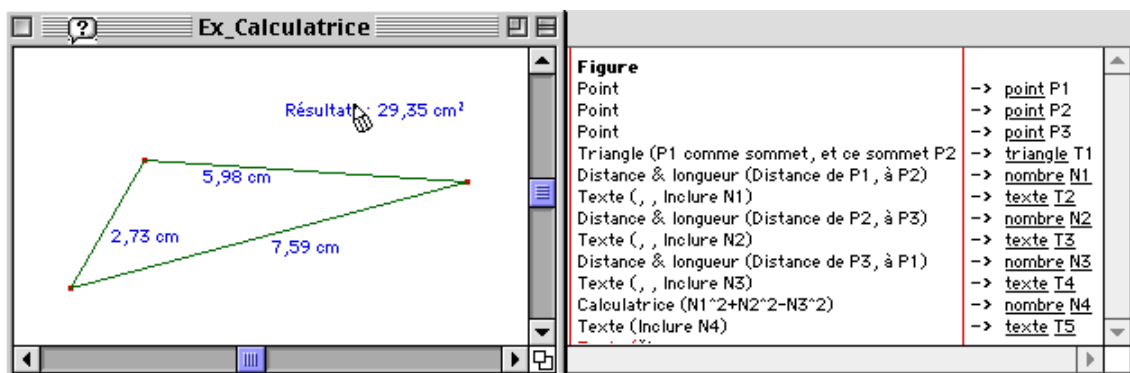 Ex_Calculatrice
Résultat : 29,35 cm²
5,98 cm
2,73 cm
7,59 cm
Figure
Point -> point P1
Point -> point P2
Point -> point P3
Triangle (P1 comme sommet, et ce sommet P2 -> triangle T1
Distance & longueur (Distance de P1, à P2) -> nombre N1
Texte (, , Inclure N1) -> texte T2
Distance & longueur (Distance de P2, à P3) -> nombre N2
Texte (, , Inclure N2) -> texte T3
Distance & longueur (Distance de P3, à P1) -> nombre N3
Texte (, , Inclure N3) -> texte T4
Calculatrice (N1^2+N2^2-N3^2) -> nombre N4
Texte (Inclure N4) -> texte T5